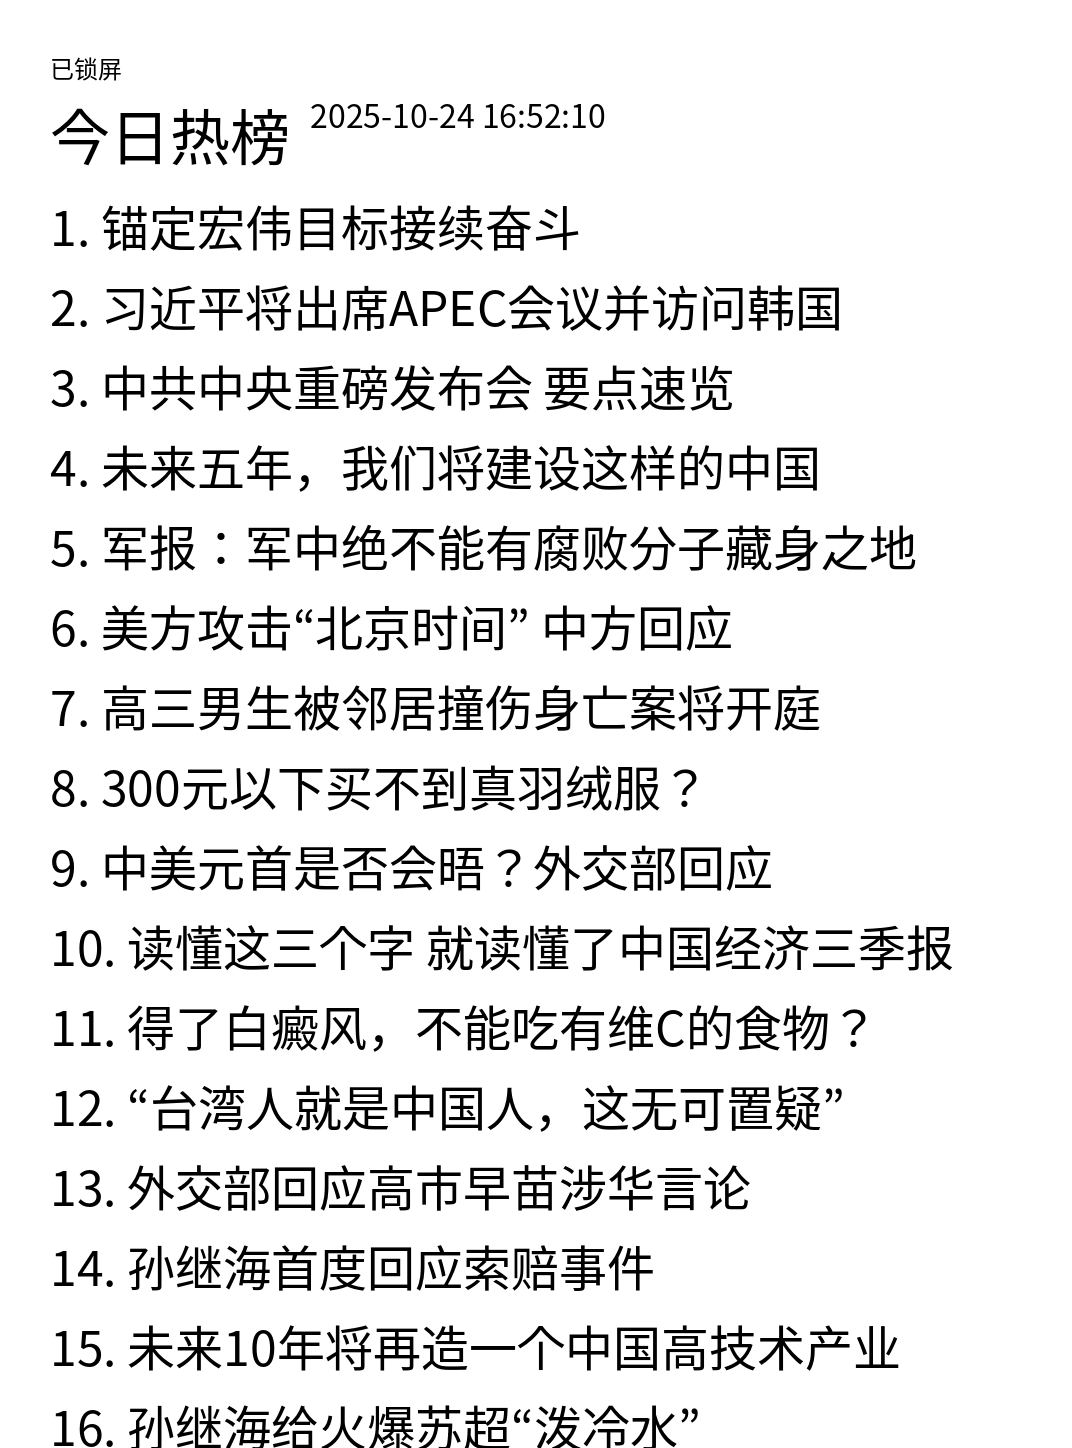 已锁屏
今日热榜 2025-10-24 16:52:10
1. 锚定宏伟目标接续奋斗
2. 习近平将出席APEC会议并访问韩国
3. 中共中央重磅发布会 要点速览
4. 未来五年，我们将建设这样的中国
5. 军报：军中绝不能有腐败分子藏身之地
6. 美方攻击“北京时间” 中方回应
7. 高三男生被邻居撞伤身亡案将开庭
8. 300元以下买不到真羽绒服？
9. 中美元首是否会晤？外交部回应
10. 读懂这三个字 就读懂了中国经济三季报
11. 得了白癜风，不能吃有维C的食物？
12. “台湾人就是中国人，这无可置疑”
13. 外交部回应高市早苗涉华言论
14. 孙继海首度回应索赔事件
15. 未来10年将再造一个中国高技术产业
16. 孙继海给火爆苏超“泼冷水”